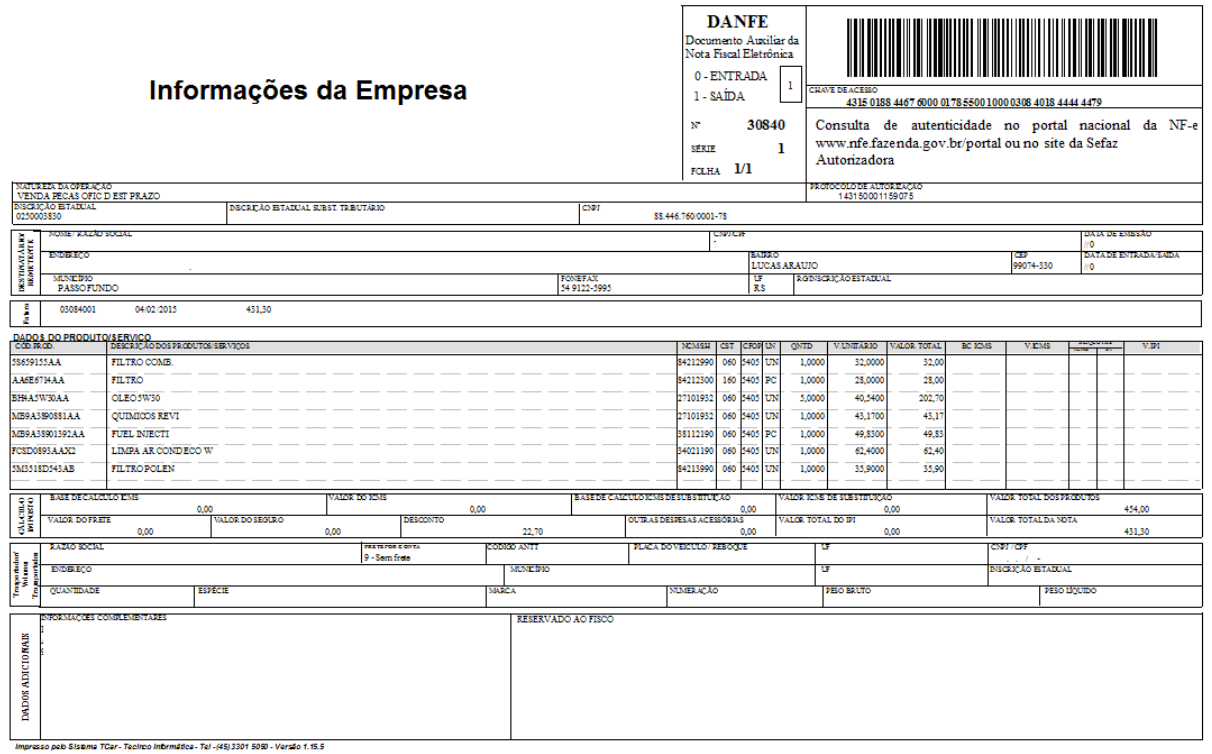 Informações da Empresa
DANFE
Documento Auxiliar da
Nota Fiscal Eletrônica
0 - ENTRADA
1 - SAÍDA
1
Nº 30840
SERIE 1
FOLHA 1/1
CHAVE DE ACESSO
4315 0188 4467 6000 0178 5500 1000 0308 4018 4444 4479
Consulta de autenticidade no portal nacional da NF-e
www.nfe.fazenda.gov.br/portal ou no site da Sefaz
Autorizadora
NATUREZA DA OPERAÇÃO
VENDA PECAS OFIC D EST PRAZO
PROTOCOLO DE AUTORIZAÇÃO
143150001159075
INSCRIÇÃO ESTADUAL
0250003830
INSCRIÇÃO ESTADUAL SUBST. TRIBUTÁRIO
CNPJ
88.446.760/0001-78
DESTINATÁRIO/
REMETENTE
NOME / RAZÃO SOCIAL
CNPJ/CPF
DATA DE EMISSÃO
//0
ENDEREÇO
BAIRRO
LUCAS ARAUJO
CEP
99074-330
DATA DE ENTRADA/SAÍDA
//0
MUNICÍPIO
PASSO FUNDO
FONE/FAX
54 9122-5995
UF
RS
RG/INSCRIÇÃO ESTADUAL
Fatura
03084001 04/02/2015 431,30
DADOS DO PRODUTO/SERVIÇO
CÓD. PROD. DESCRIÇÃO DOS PRODUTOS/SERVIÇOS NCM/SH CST CFOP UN QNTD V.UNITÁRIO VALOR TOTAL BC ICMS V.ICMS V.IPI
58659155AA FILTRO COMB. 84212990 060 5405 UN 1,0000 32,0000 32,00
AA6E6714AA FILTRO 84212300 160 5405 PC 1,0000 28,0000 28,00
BH4A5W30AA OLEO 5W30 27101932 060 5405 UN 5,0000 40,5400 202,70
MB9A3890881AA QUIMICOS REVI 27101932 060 5405 UN 1,0000 43,1700 43,17
MB9A38901392AA FUEL INJECTI 38112190 060 5405 PC 1,0000 49,8300 49,83
FCSD0893AAX2 LIMPA AR COND ECO W 34021190 060 5405 UN 1,0000 62,4000 62,40
5M3518D543AB FILTRO POLEN 84213990 060 5405 UN 1,0000 35,9000 35,90
CÁLCULO
IMPOSTO
BASE DE CALCULO ICMS
0,00
VALOR DO ICMS
0,00
BASE DE CALCULO ICMS DE SUBSTITUIÇÃO
0,00
VALOR ICMS DE SUBSTITUIÇÃO
0,00
VALOR TOTAL DOS PRODUTOS
454,00
VALOR DO FRETE
0,00
VALOR DO SEGURO
0,00
DESCONTO
22,70
OUTRAS DESPESAS ACESSÓRIAS
0,00
VALOR TOTAL DO IPI
0,00
VALOR TOTAL DA NOTA
431,30
Transportador/
Volumes
RAZÃO SOCIAL
FRETE POR CONTA
9 - Sem frete
CODIGO ANTT
PLACA DO VEICULO / REBOQUE
UF
CNPJ / CPF
. . / -
ENDEREÇO
MUNICÍPIO
UF
INSCRIÇÃO ESTADUAL
QUANTIDADE
ESPÉCIE
MARCA
NUMERAÇÃO
PESO BRUTO
PESO LÍQUIDO
DADOS ADICIONAIS
INFORMAÇÕES COMPLEMENTARES
RESERVADO AO FISCO
Impresso pelo Sistema TCar - Tecinco Informática - Tel -(45) 3301 5050 - Versão 1.15.5